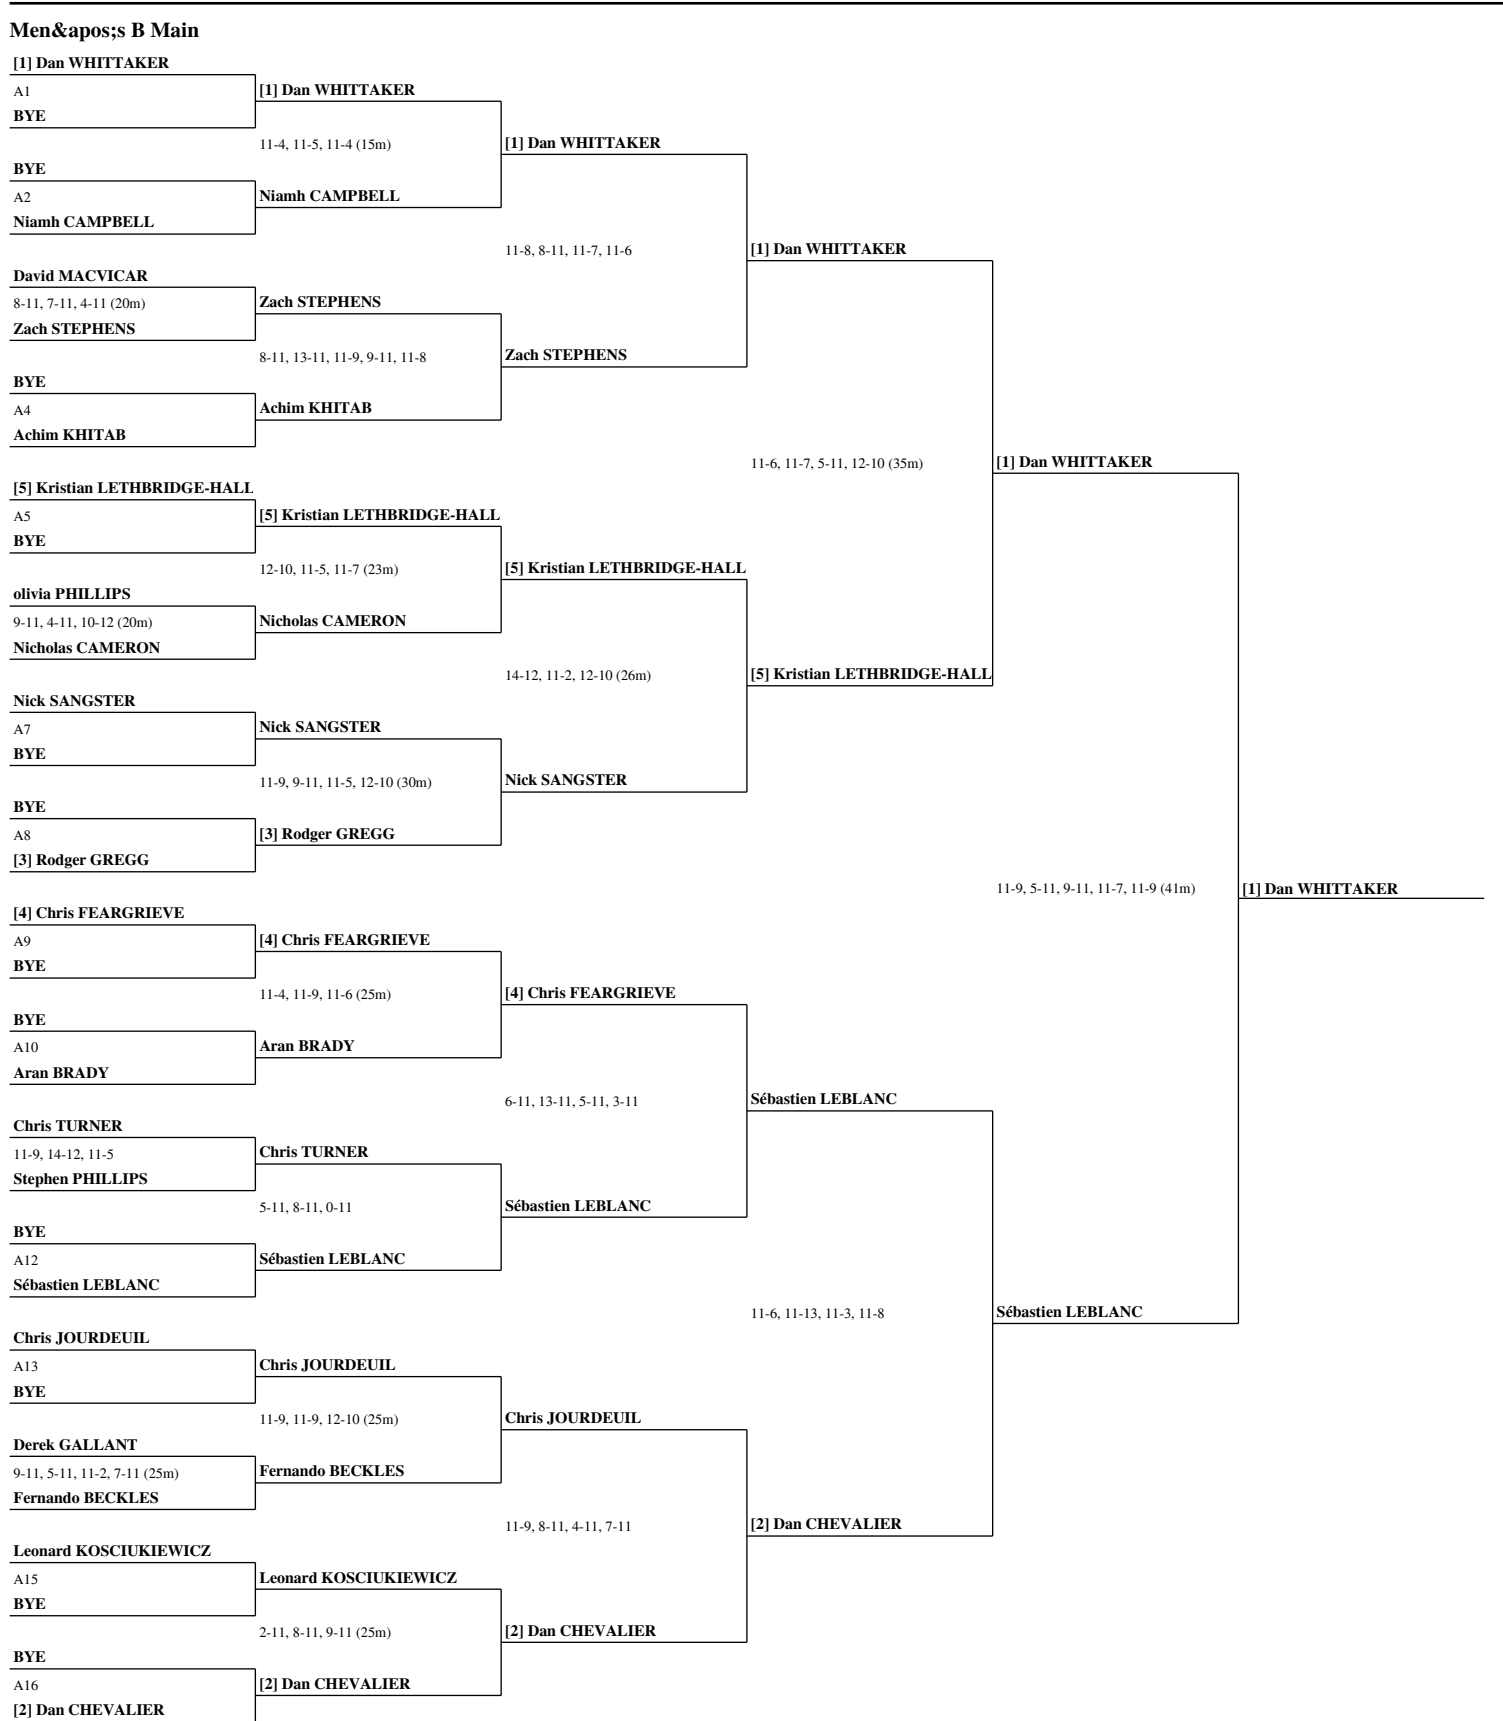 Men&apos;s B Main
[1] Dan WHITTAKER
A1
BYE
BYE
A2
Niamh CAMPBELL
David MACVICAR
8-11, 7-11, 4-11 (20m)
Zach STEPHENS
BYE
A4
Achim KHITAB
[5] Kristian LETHBRIDGE-HALL
A5
BYE
olivia PHILLIPS
9-11, 4-11, 10-12 (20m)
Nicholas CAMERON
Nick SANGSTER
A7
BYE
BYE
A8
[3] Rodger GREGG
[4] Chris FEARGRIEVE
A9
BYE
BYE
A10
Aran BRADY
Chris TURNER
11-9, 14-12, 11-5
Stephen PHILLIPS
BYE
A12
Sébastien LEBLANC
Chris JOURDEUIL
A13
BYE
Derek GALLANT
9-11, 5-11, 11-2, 7-11 (25m)
Fernando BECKLES
Leonard KOSCIUKIEWICZ
A15
BYE
BYE
A16
[2] Dan CHEVALIER
[1] Dan WHITTAKER
11-4, 11-5, 11-4 (15m)
Niamh CAMPBELL
Zach STEPHENS
8-11, 13-11, 11-9, 9-11, 11-8
Achim KHITAB
[5] Kristian LETHBRIDGE-HALL
12-10, 11-5, 11-7 (23m)
Nicholas CAMERON
Nick SANGSTER
11-9, 9-11, 11-5, 12-10 (30m)
[3] Rodger GREGG
[4] Chris FEARGRIEVE
11-4, 11-9, 11-6 (25m)
Aran BRADY
Chris TURNER
5-11, 8-11, 0-11
Sébastien LEBLANC
Chris JOURDEUIL
11-9, 11-9, 12-10 (25m)
Fernando BECKLES
Leonard KOSCIUKIEWICZ
2-11, 8-11, 9-11 (25m)
[2] Dan CHEVALIER
[1] Dan WHITTAKER
11-8, 8-11, 11-7, 11-6
Zach STEPHENS
[5] Kristian LETHBRIDGE-HALL
14-12, 11-2, 12-10 (26m)
Nick SANGSTER
[4] Chris FEARGRIEVE
6-11, 13-11, 5-11, 3-11
Sébastien LEBLANC
Chris JOURDEUIL
11-9, 8-11, 4-11, 7-11
[2] Dan CHEVALIER
[1] Dan WHITTAKER
11-6, 11-7, 5-11, 12-10 (35m)
[5] Kristian LETHBRIDGE-HALL
Sébastien LEBLANC
11-6, 11-13, 11-3, 11-8
[2] Dan CHEVALIER
[1] Dan WHITTAKER
11-9, 5-11, 9-11, 11-7, 11-9 (41m)
Sébastien LEBLANC
[1] Dan WHITTAKER